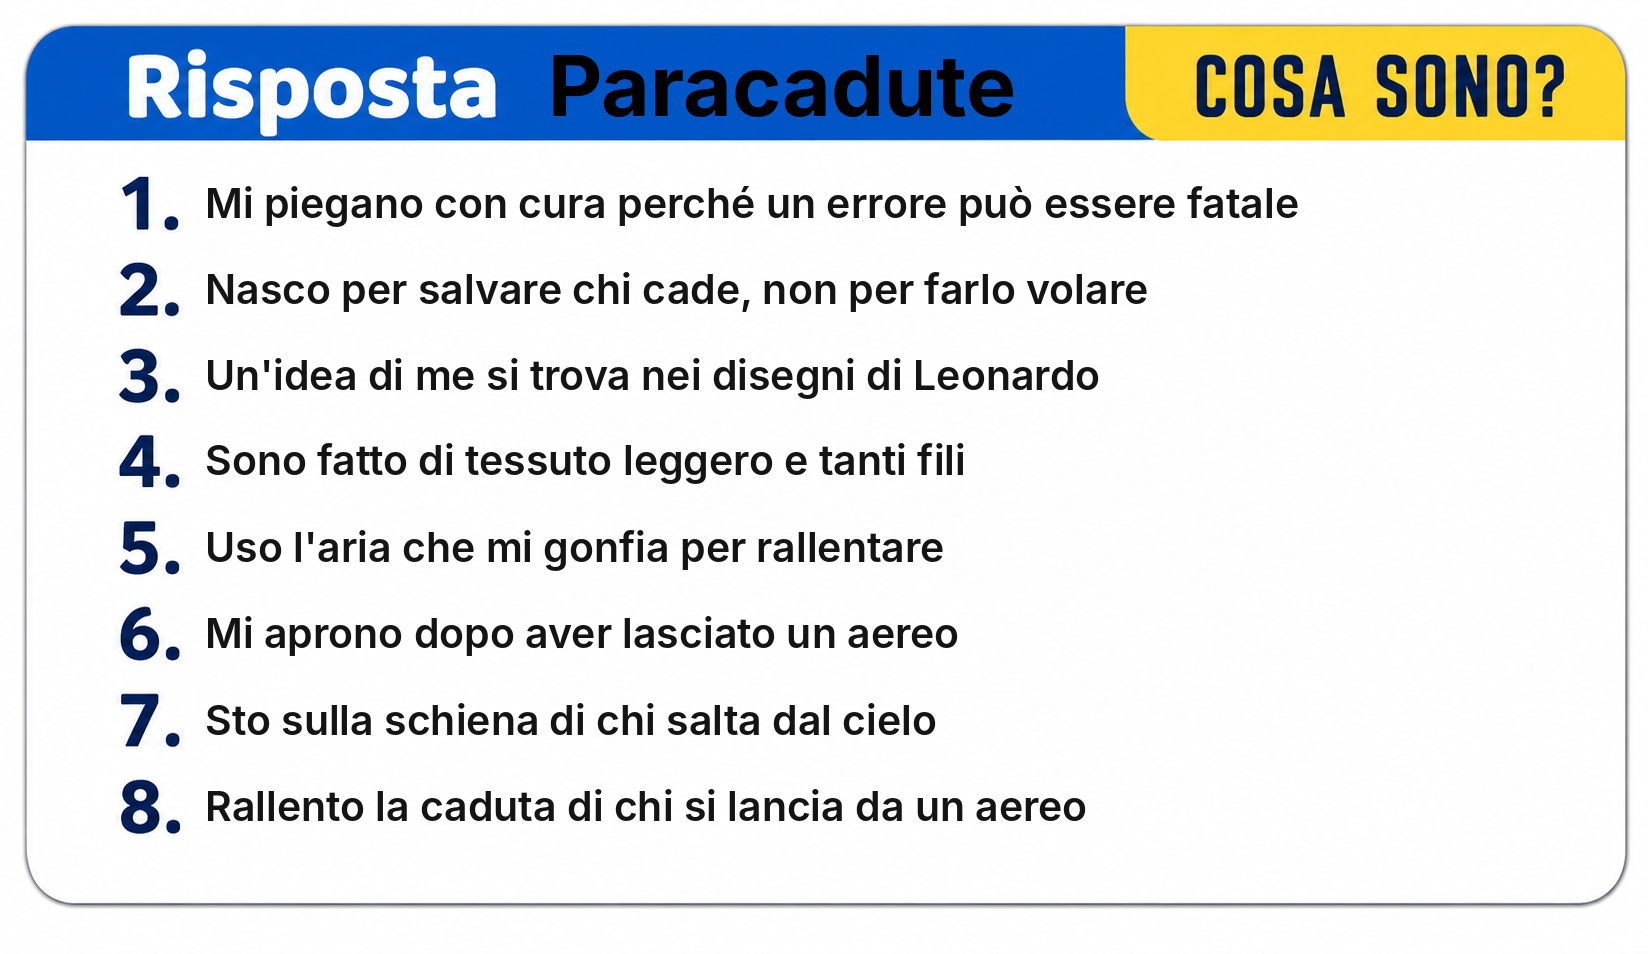 Risposta Paracadute COSA SONO?
1. Mi piegano con cura perché un errore può essere fatale
2. Nasco per salvare chi cade, non per farlo volare
3. Un'idea di me si trova nei disegni di Leonardo
4. Sono fatto di tessuto leggero e tanti fili
5. Uso l'aria che mi gonfia per rallentare
6. Mi aprono dopo aver lasciato un aereo
7. Sto sulla schiena di chi salta dal cielo
8. Rallento la caduta di chi si lancia da un aereo